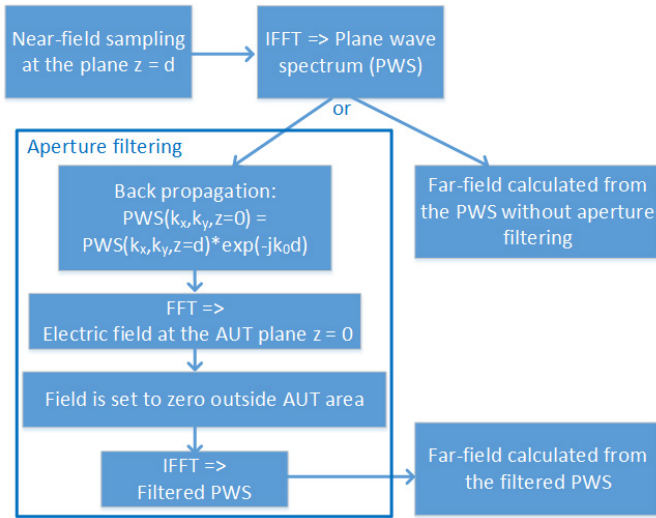 Near-field sampling
at the plane z = d
IFFT => Plane wave
spectrum (PWS)
or
Aperture filtering
Back propagation:
PWS(kₓ,kᵧ,z=0) =
PWS(kₓ,kᵧ,z=d)*exp(-jk₀d)
Far-field calculated from
the PWS without aperture
filtering
FFT =>
Electric field at the AUT plane z = 0
Field is set to zero outside AUT area
IFFT =>
Filtered PWS
Far-field calculated from
the filtered PWS